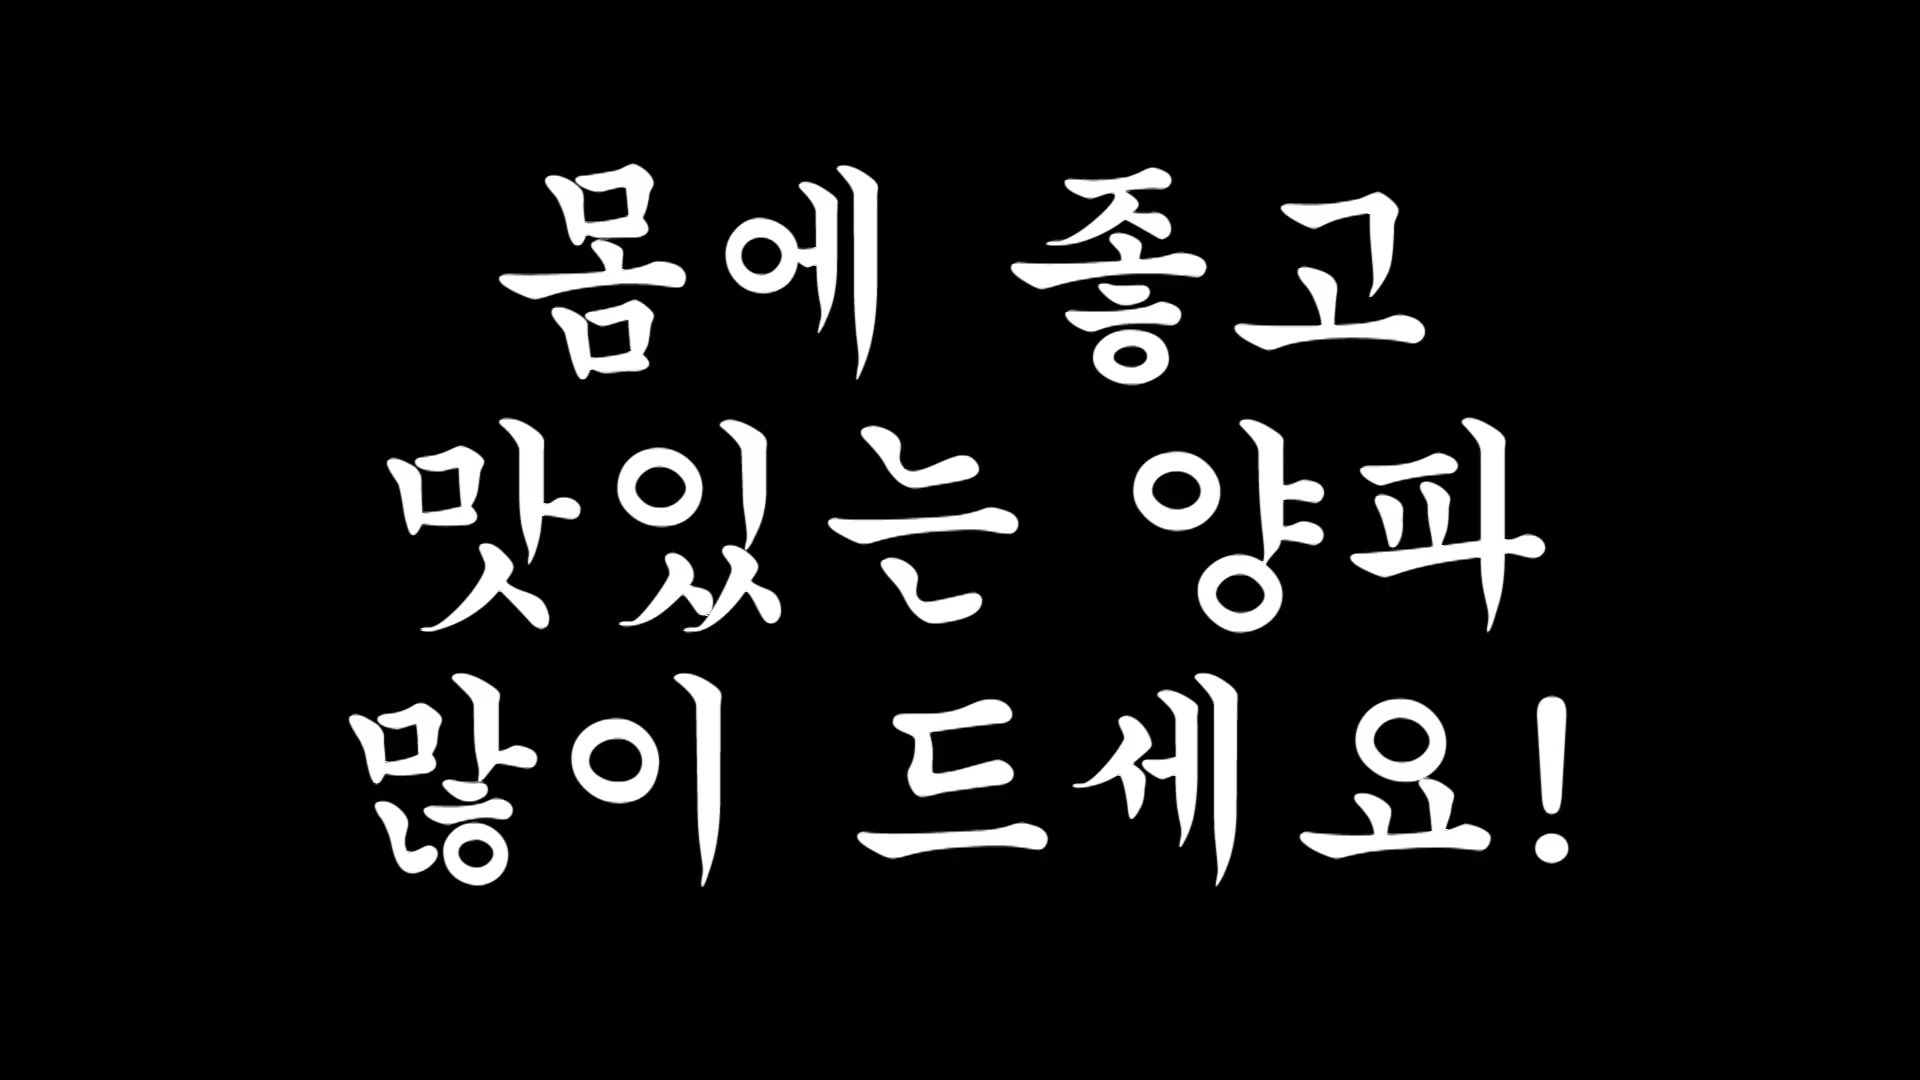 몸에 좋고
맛있는 양파
많이 드세요!